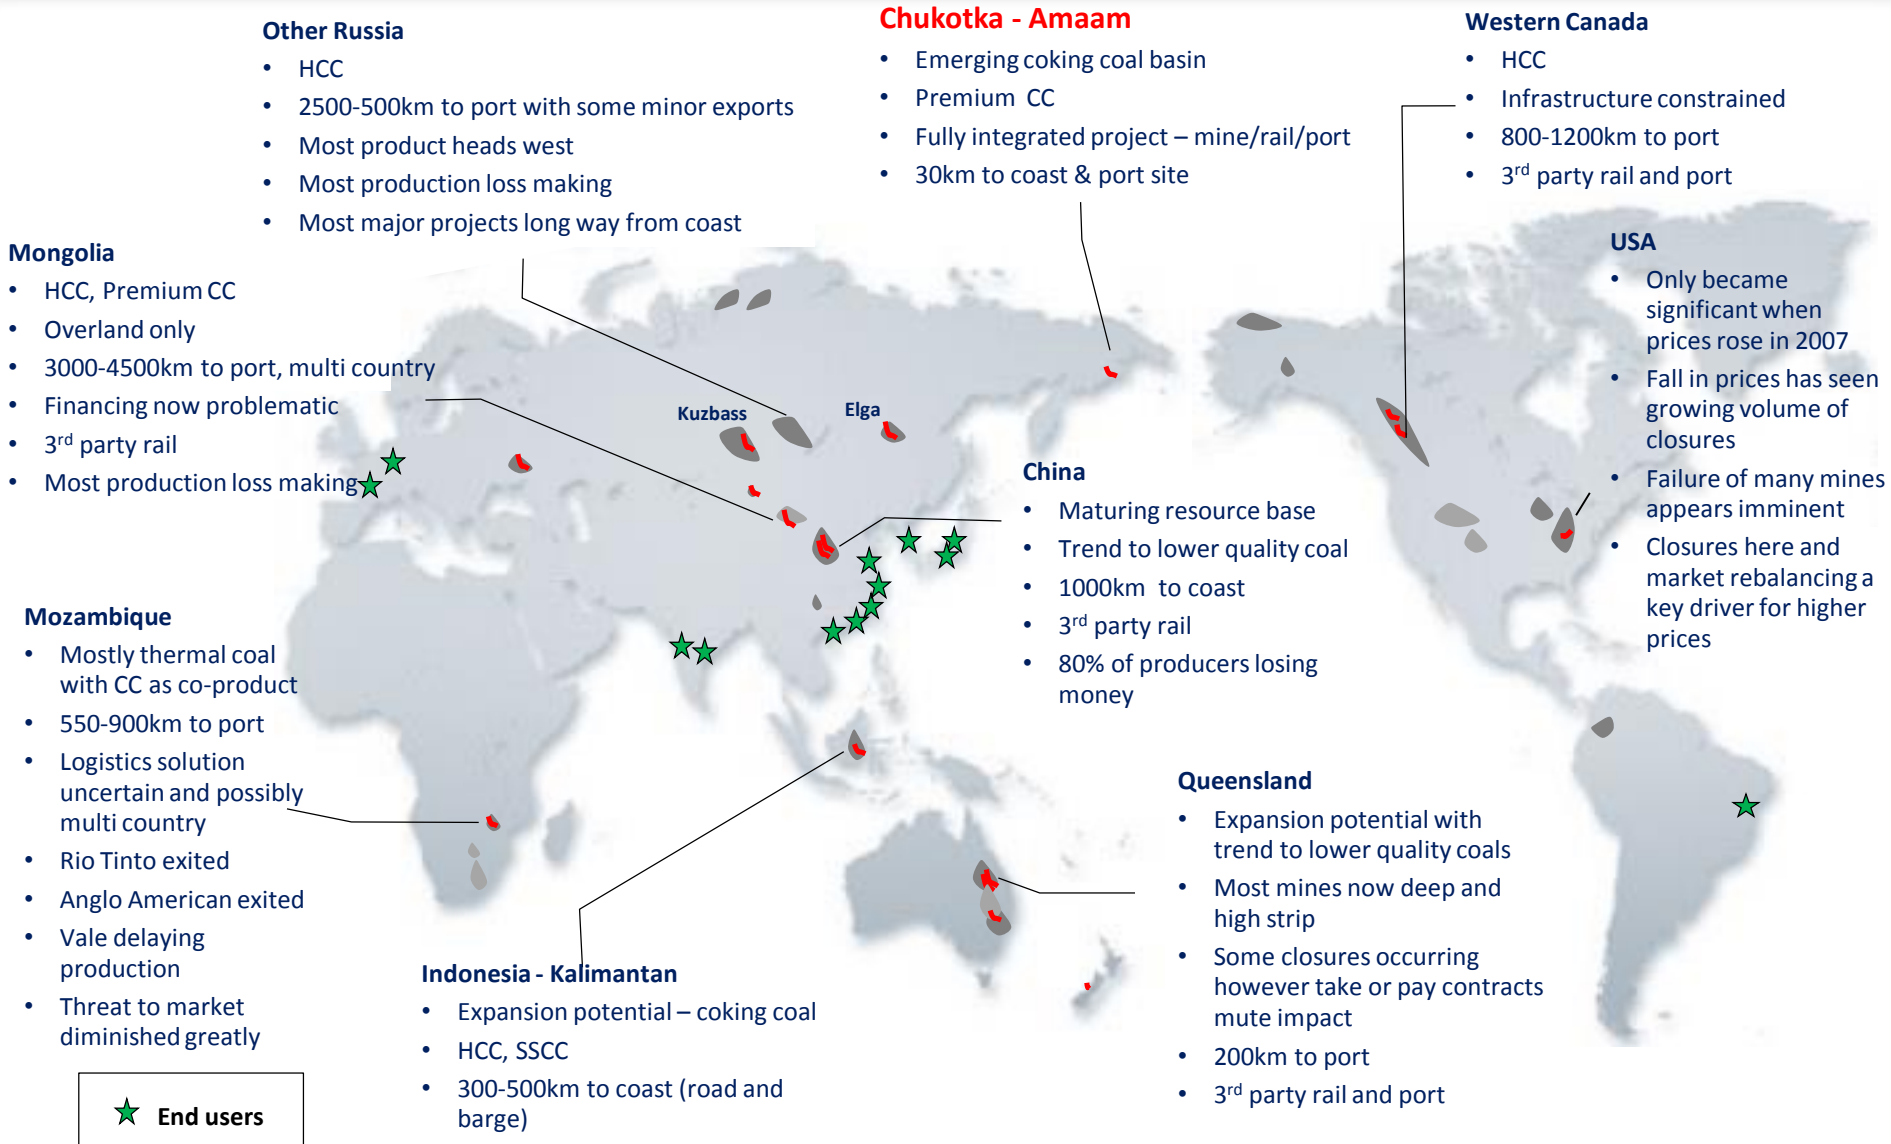 Other Russia
• HCC
• 2500-500km to port with some minor exports
• Most product heads west
• Most production loss making
• Most major projects long way from coast
Chukotka - Amaam
• Emerging coking coal basin
• Premium CC
• Fully integrated project – mine/rail/port
• 30km to coast & port site
Western Canada
• HCC
• Infrastructure constrained
• 800-1200km to port
• 3rd party rail and port
Mongolia
• HCC, Premium CC
• Overland only
• 3000-4500km to port, multi country
• Financing now problematic
• 3rd party rail
• Most production loss making
USA
• Only became
significant when
prices rose in 2007
• Fall in prices has seen
growing volume of
closures
• Failure of many mines
appears imminent
• Closures here and
market rebalancing a
key driver for higher
prices
Kuzbass
Elga
China
• Maturing resource base
• Trend to lower quality coal
• 1000km to coast
• 3rd party rail
• 80% of producers losing
money
Mozambique
• Mostly thermal coal
with CC as co-product
• 550-900km to port
• Logistics solution
uncertain and possibly
multi country
• Rio Tinto exited
• Anglo American exited
• Vale delaying
production
• Threat to market
diminished greatly
Queensland
• Expansion potential with
trend to lower quality coals
• Most mines now deep and
high strip
• Some closures occurring
however take or pay contracts
mute impact
• 200km to port
• 3rd party rail and port
Indonesia - Kalimantan
• Expansion potential – coking coal
• HCC, SSCC
• 300-500km to coast (road and
barge)
End users